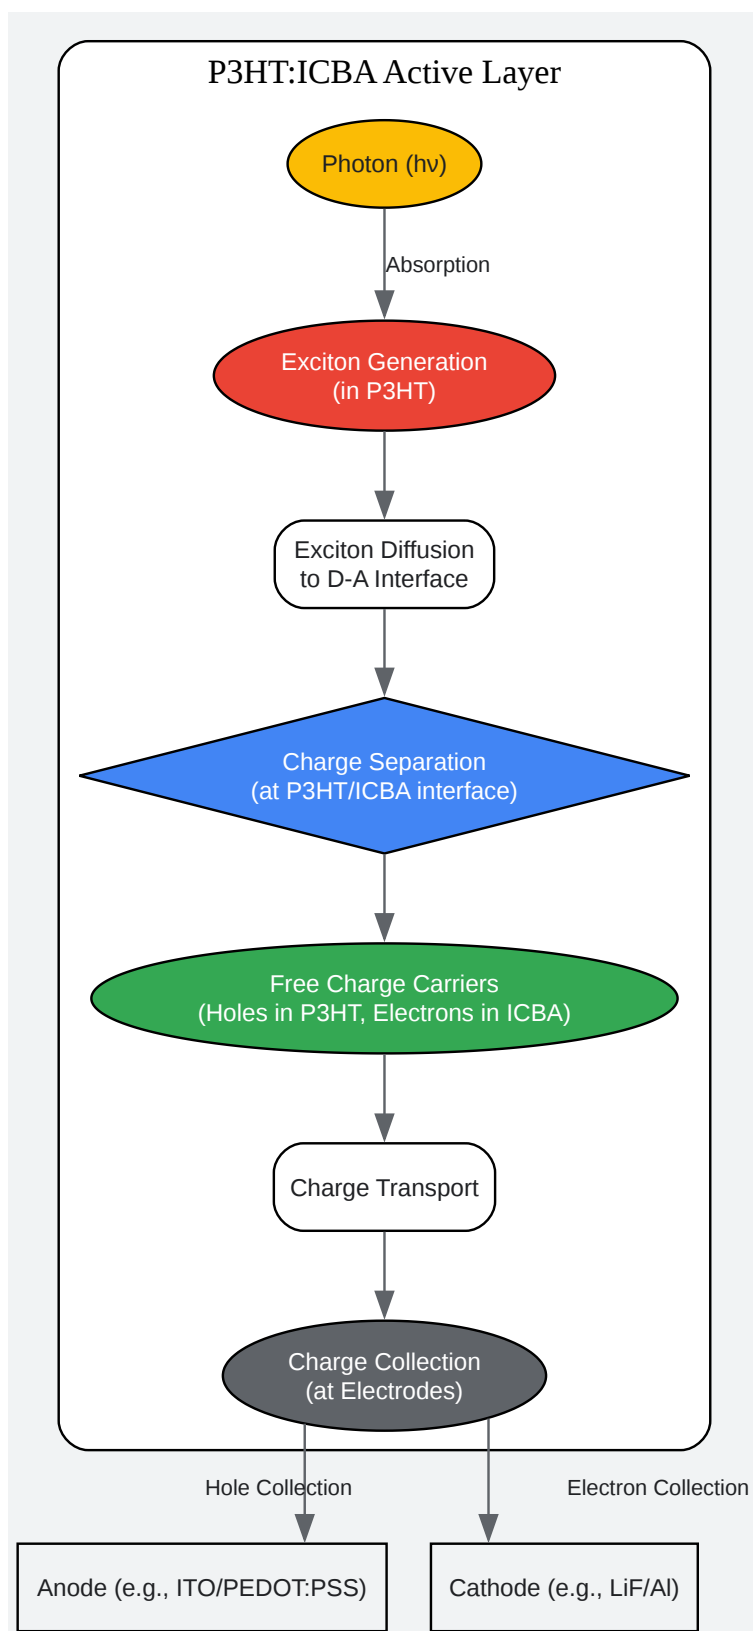 P3HT:ICBA Active Layer
Photon (hν)
Absorption
Exciton Generation
(in P3HT)
Exciton Diffusion
to D-A Interface
Charge Separation
(at P3HT/ICBA interface)
Free Charge Carriers
(Holes in P3HT, Electrons in ICBA)
Charge Transport
Charge Collection
(at Electrodes)
Hole Collection
Electron Collection
Anode (e.g., ITO/PEDOT:PSS)
Cathode (e.g., LiF/Al)